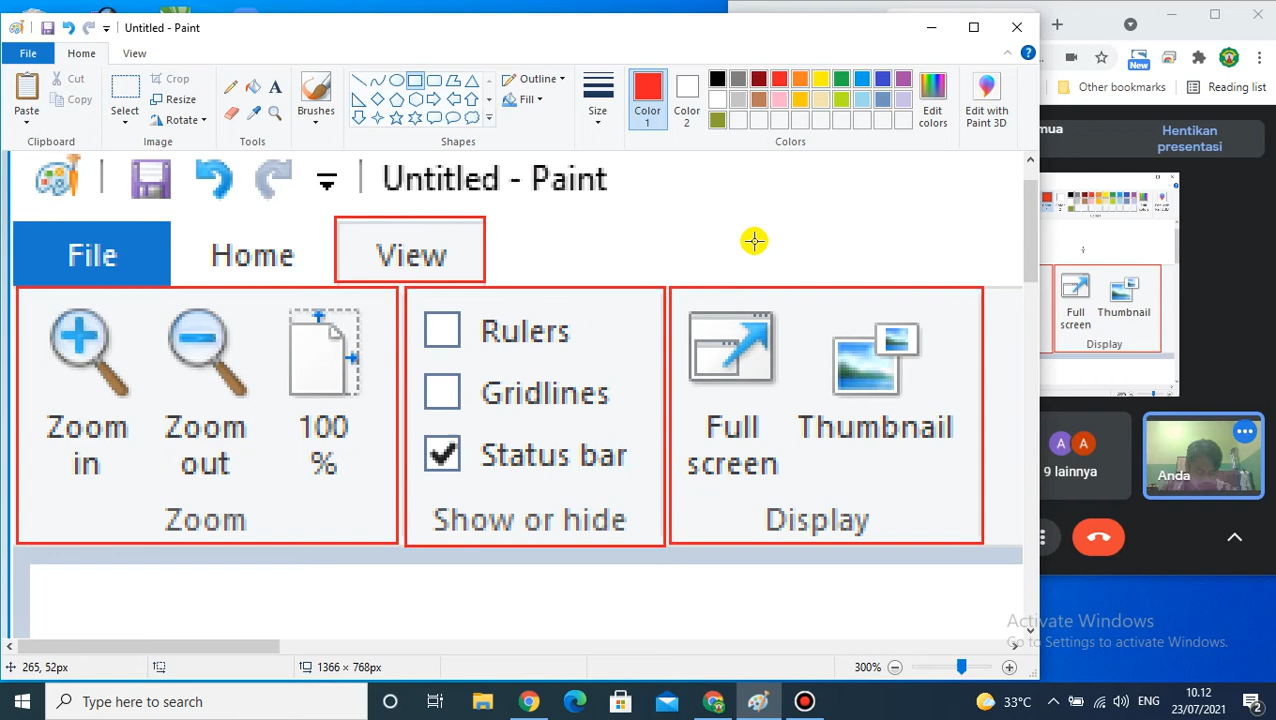 Untitled - Paint
File
Home
View
Paste
Cut
Copy
Clipboard
Select
Crop
Resize
Rotate
Image
Tools
Brushes
Shapes
Outline
Fill
Size
Color
1
Color
2
Edit
colors
Edit with
Paint 3D
Colors
Untitled - Paint
File
Home
View
Zoom
in
Zoom
out
100
%
Zoom
Rulers
Gridlines
Status bar
Show or hide
Full
screen
Thumbnail
Display
265, 52px
1366 × 768px
300%
New
Other bookmarks
Reading list
mua
Hentikan
presentasi
Full
screen
Thumbnail
Display
A
A
9 lainnya
Anda
Activate Windows
Go to Settings to activate Windows.
Type here to search
33°C
ENG
10.12
23/07/2021
2